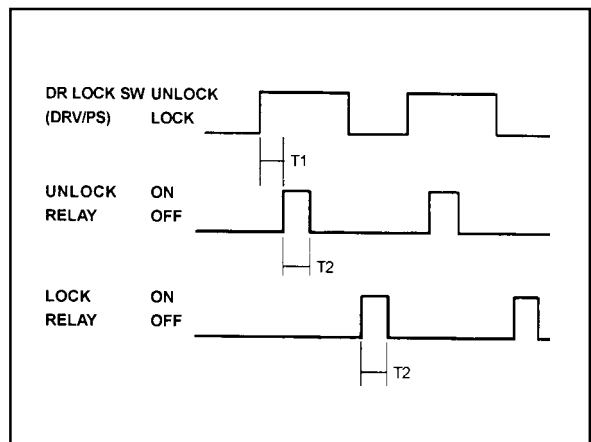 DR LOCK SW UNLOCK
(DRV/PS) LOCK
T1
UNLOCK ON
RELAY OFF
T2
LOCK ON
RELAY OFF
T2